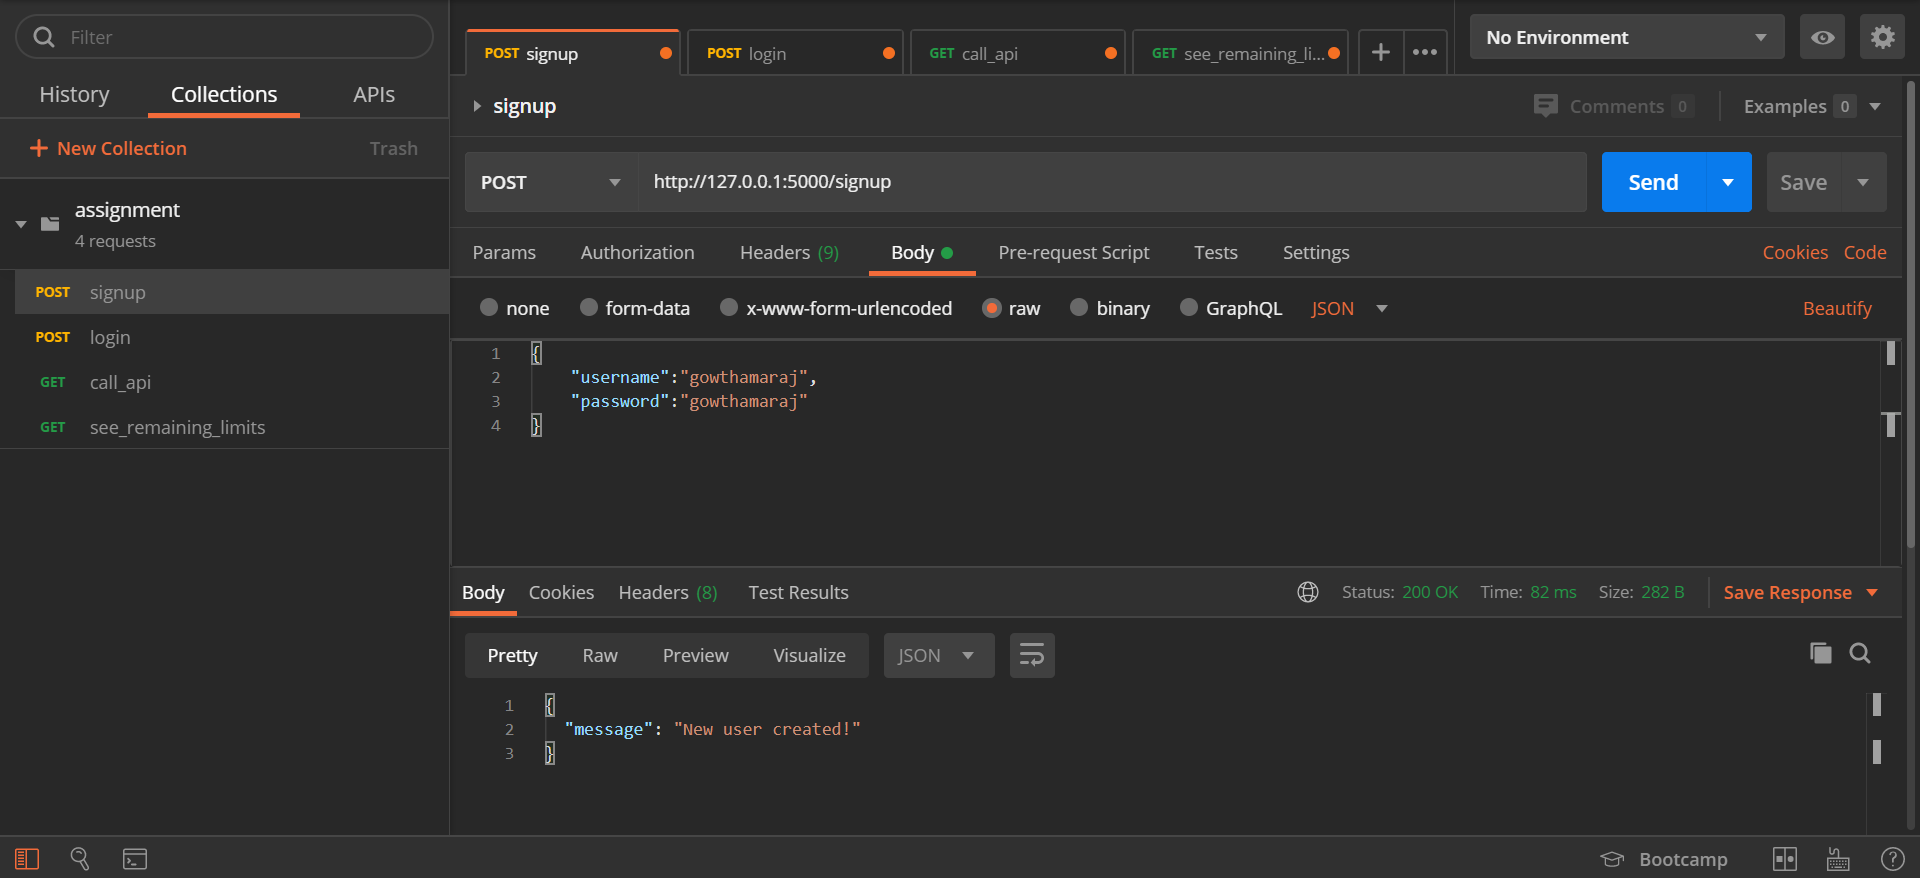 Filter
History Collections APIs
New Collection Trash
assignment
4 requests
POST signup
POST login
GET call_api
GET see_remaining_limits
POST signup POST login GET call_api GET see_remaining_li...
No Environment
signup Comments 0 Examples 0
POST http://127.0.0.1:5000/signup Send Save
Params Authorization Headers (9) Body Pre-request Script Tests Settings Cookies Code
none form-data x-www-form-urlencoded raw binary GraphQL JSON Beautify
1 {
2 "username":"gowthamaraj",
3 "password":"gowthamaraj"
4 }
Body Cookies Headers (8) Test Results Status: 200 OK Time: 82 ms Size: 282 B Save Response
Pretty Raw Preview Visualize JSON
1 {
2 "message": "New user created!"
3 }
Bootcamp